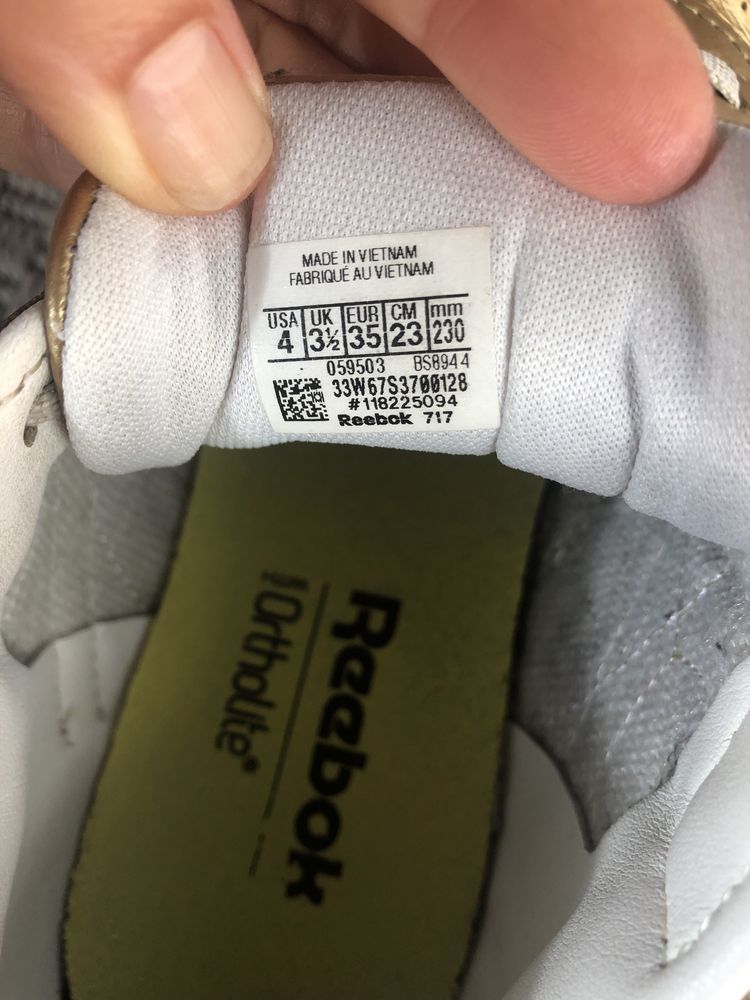 MADE IN VIETNAM
FABRIQUÉ AU VIETNAM
USA UK EUR CM mm
4 3½ 35 23 230
059503 BS8944
33W67S3700128
#118225094
Reebok 717
Reebok
Ortholite®